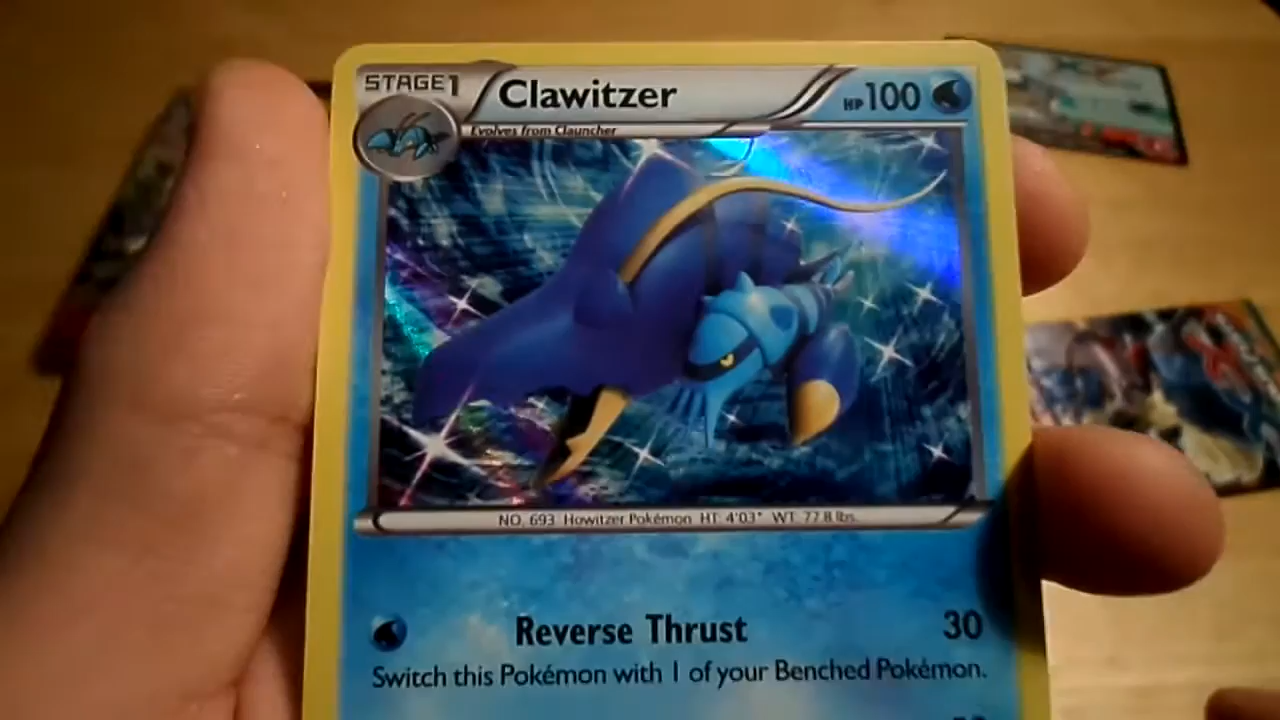 STAGE1 Clawitzer HP100
Evolves from Clauncher
NO. 693 Howitzer Pokémon HT: 4'03" WT: 77.8 lbs.
Reverse Thrust 30
Switch this Pokémon with 1 of your Benched Pokémon.